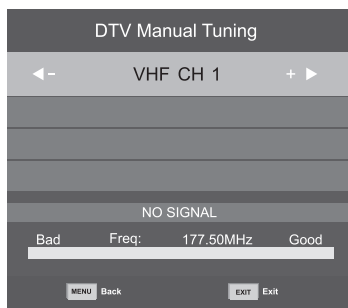 DTV Manual Tuning
- VHF CH 1 +
NO SIGNAL
Bad Freq: 177.50MHz Good
MENU Back EXIT Exit